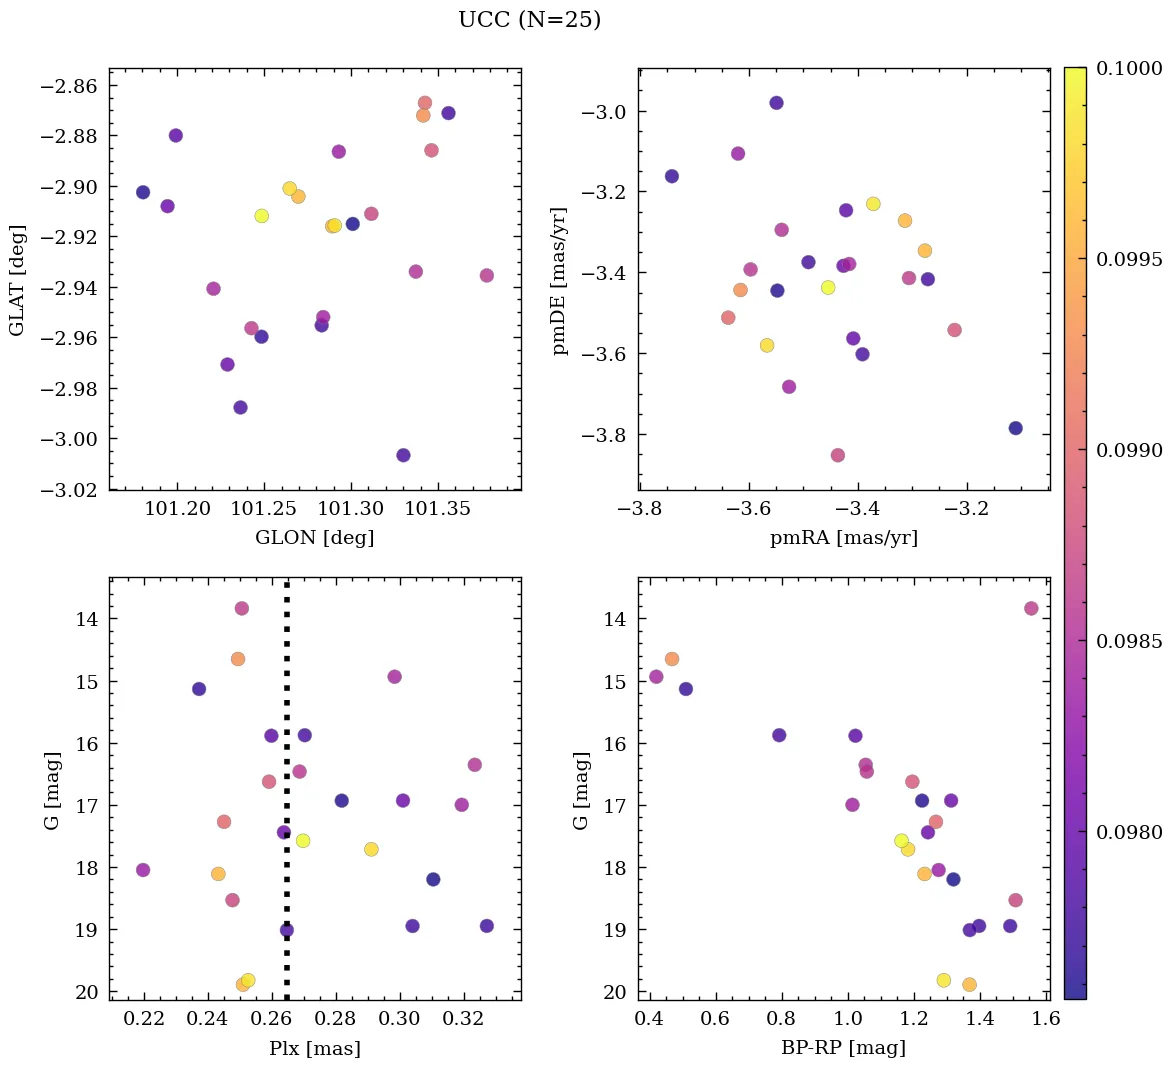 UCC (N=25)
−2.86
−2.88
−2.90
−2.92
−2.94
−2.96
−2.98
−3.00
−3.02
GLAT [deg]
101.20 101.25 101.30 101.35
GLON [deg]
−3.0
−3.2
−3.4
−3.6
−3.8
pmDE [mas/yr]
−3.8 −3.6 −3.4 −3.2
pmRA [mas/yr]
0.1000
0.0995
0.0990
0.0985
0.0980
14
15
16
17
18
19
20
G [mag]
0.22 0.24 0.26 0.28 0.30 0.32
Plx [mas]
14
15
16
17
18
19
20
G [mag]
0.4 0.6 0.8 1.0 1.2 1.4 1.6
BP-RP [mag]